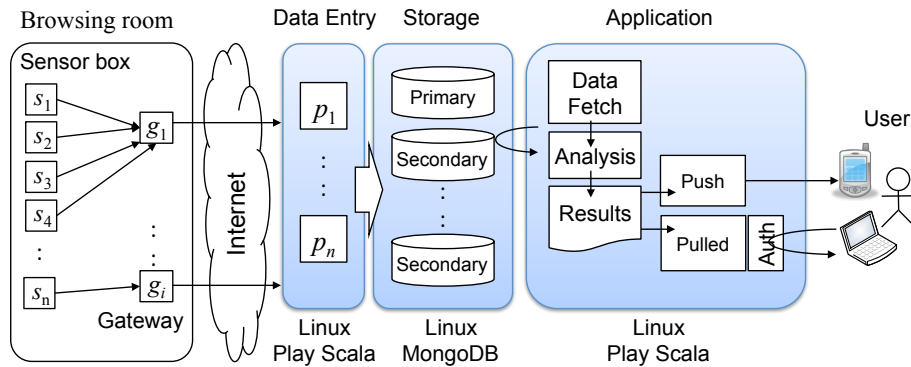 Browsing room
Sensor box
s1
s2
s3
s4
:
sn
g1
⋮
gi
Gateway
Internet
Data Entry
p1
⋮
pn
Linux
Play Scala
Storage
Primary
Secondary
⋮
Secondary
Linux
MongoDB
Application
Data
Fetch
Analysis
Results
Push
Pulled
Auth
Linux
Play Scala
User